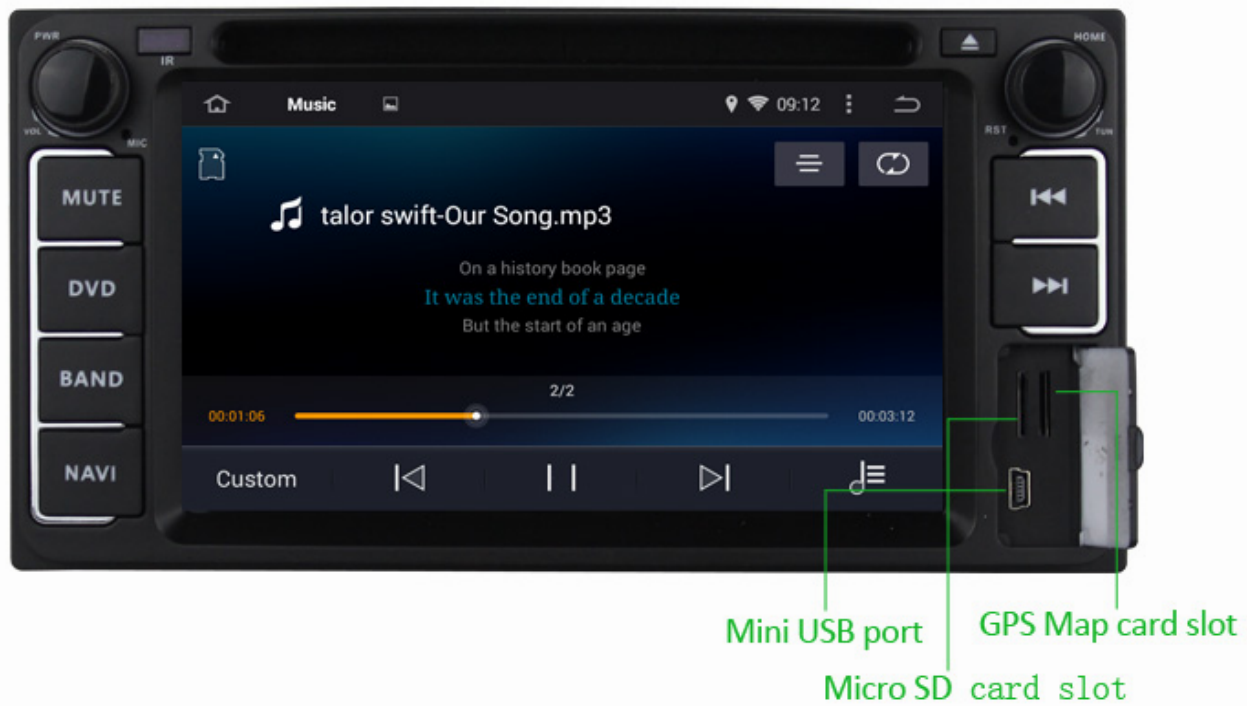 PWR
IR
HOME
Music
09:12
VOL
MIC
RST
TUN
MUTE
DVD
BAND
NAVI
talor swift-Our Song.mp3
On a history book page
It was the end of a decade
But the start of an age
2/2
00:01:06
00:03:12
Custom
Mini USB port
GPS Map card slot
Micro SD card slot